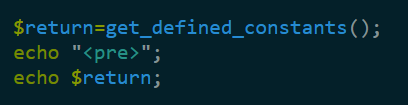 $return=get_defined_constants();
echo "<pre>";
echo $return;